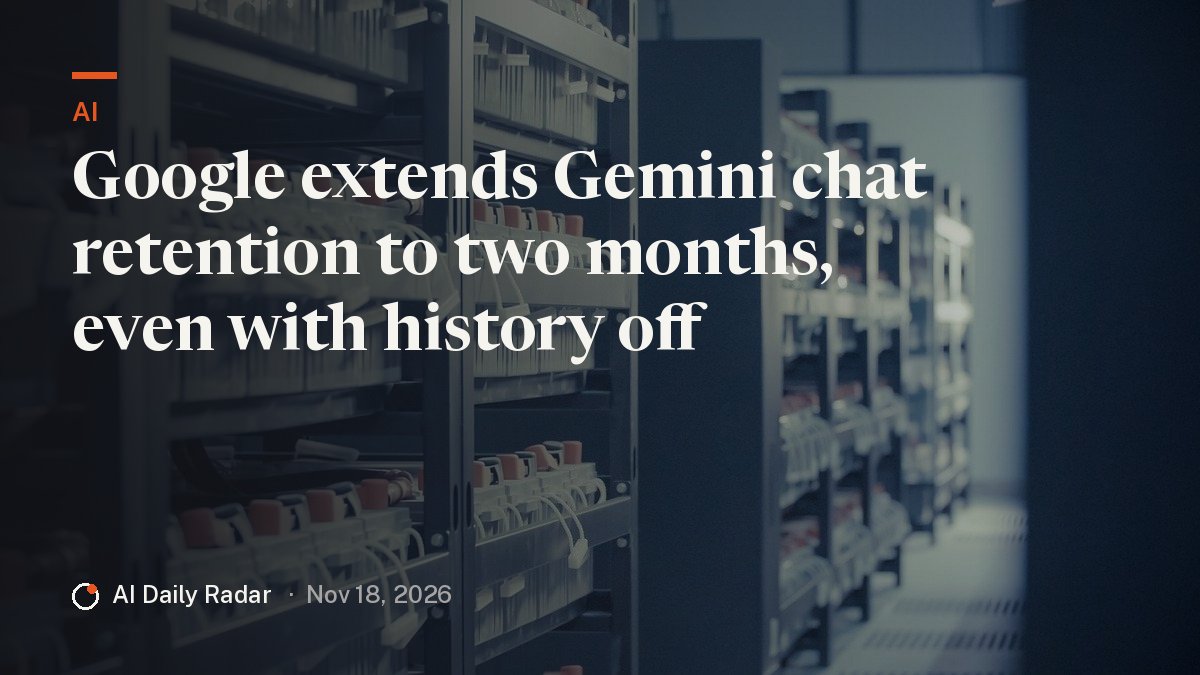 AI
Google extends Gemini chat
retention to two months,
even with history off
AI Daily Radar · Nov 18, 2026